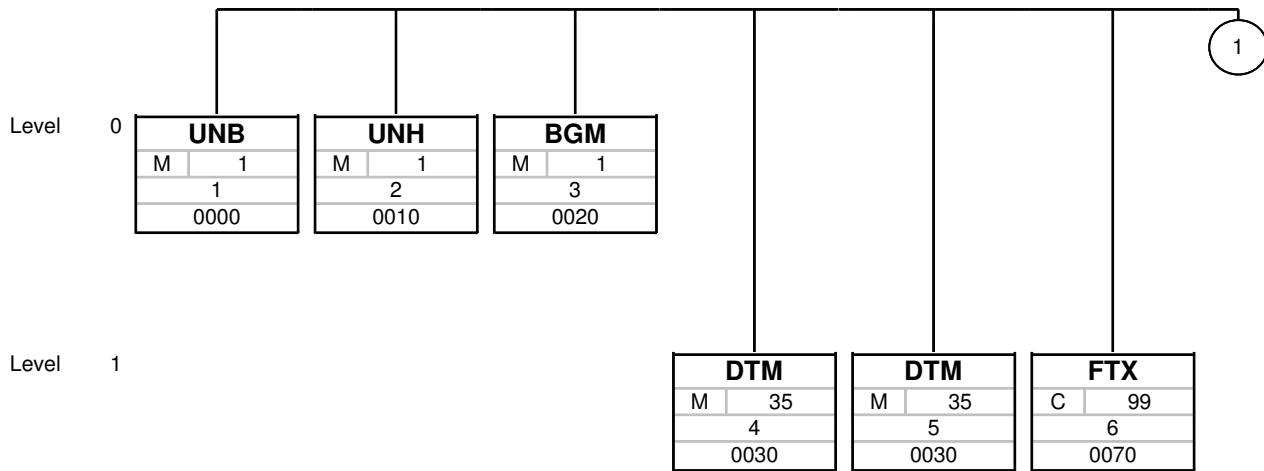 1
Level 0
UNB UNH BGM
M 1 M 1 M 1
1 2 3
0000 0010 0020
Level 1
DTM DTM FTX
M 35 M 35 C 99
4 5 6
0030 0030 0070